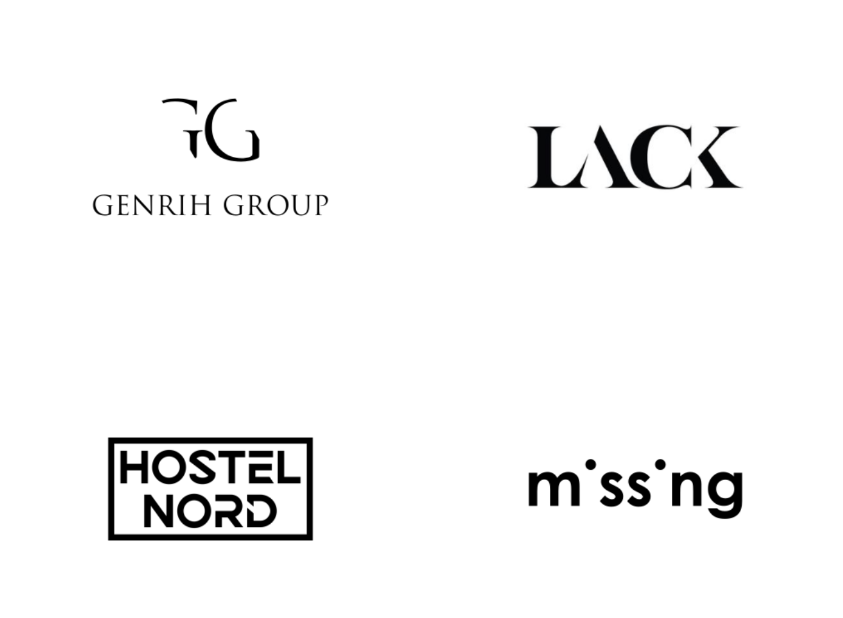 GG
GENRIH GROUP
LACK
HOSTEL
NORD
missing